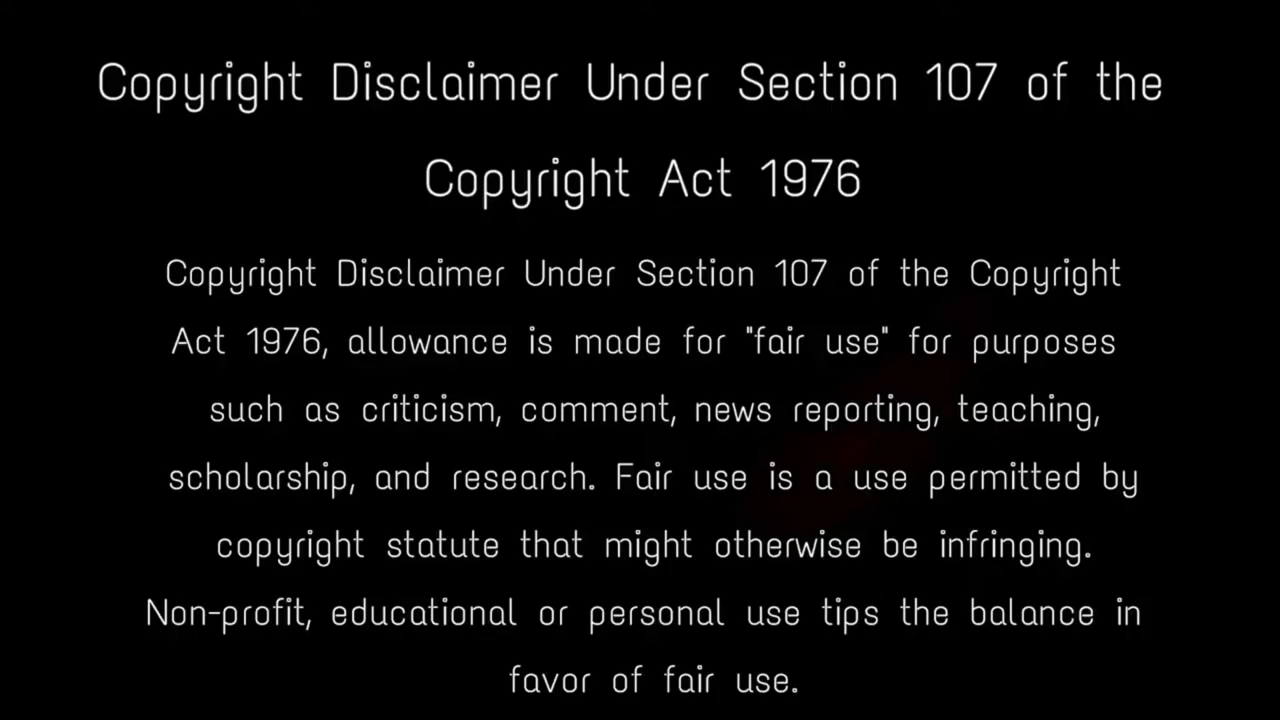 Copyright Disclaimer Under Section 107 of the
Copyright Act 1976
Copyright Disclaimer Under Section 107 of the Copyright
Act 1976, allowance is made for "fair use" for purposes
such as criticism, comment, news reporting, teaching,
scholarship, and research. Fair use is a use permitted by
copyright statute that might otherwise be infringing.
Non-profit, educational or personal use tips the balance in
favor of fair use.